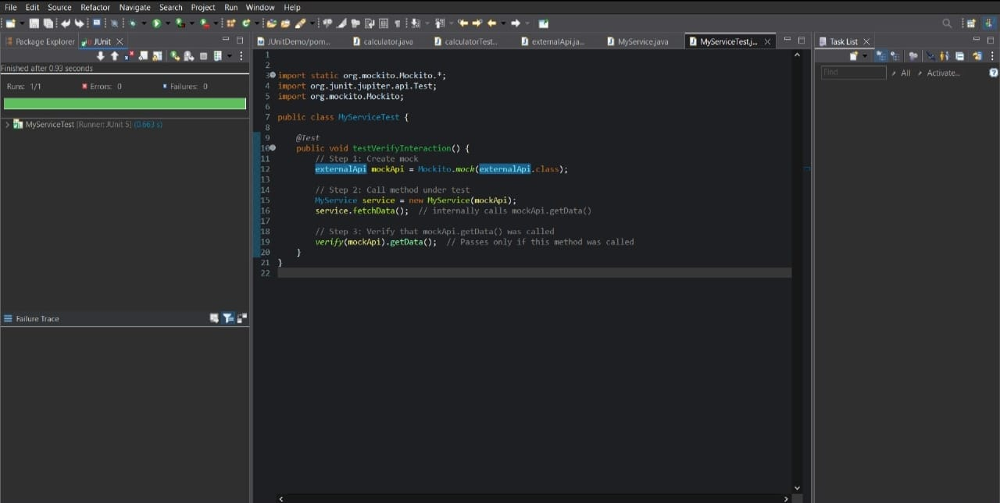 File Edit Source Refactor Navigate Search Project Run Window Help
Package Explorer JUnit
Finished after 0.93 seconds
Runs: 1/1 Errors: 0 Failures: 0
MyServiceTest [Runner: JUnit 5] (0.663 s)
Failure Trace
JUnitDemo/pom... calculator.java calculatorTest... externalApi.ja... MyService.java MyServiceTest.j...
1
2
3 import static org.mockito.Mockito.*;
4 import org.junit.jupiter.api.Test;
5 import org.mockito.Mockito;
6
7 public class MyServiceTest {
8
9 @Test
10 public void testVerifyInteraction() {
11 // Step 1: Create mock
12 externalApi mockApi = Mockito.mock(externalApi.class);
13
14 // Step 2: Call method under test
15 MyService service = new MyService(mockApi);
16 service.fetchData(); // internally calls mockApi.getData()
17
18 // Step 3: Verify that mockApi.getData() was called
19 verify(mockApi).getData(); // Passes only if this method was called
20 }
21 }
22
Task List
Find All Activate...